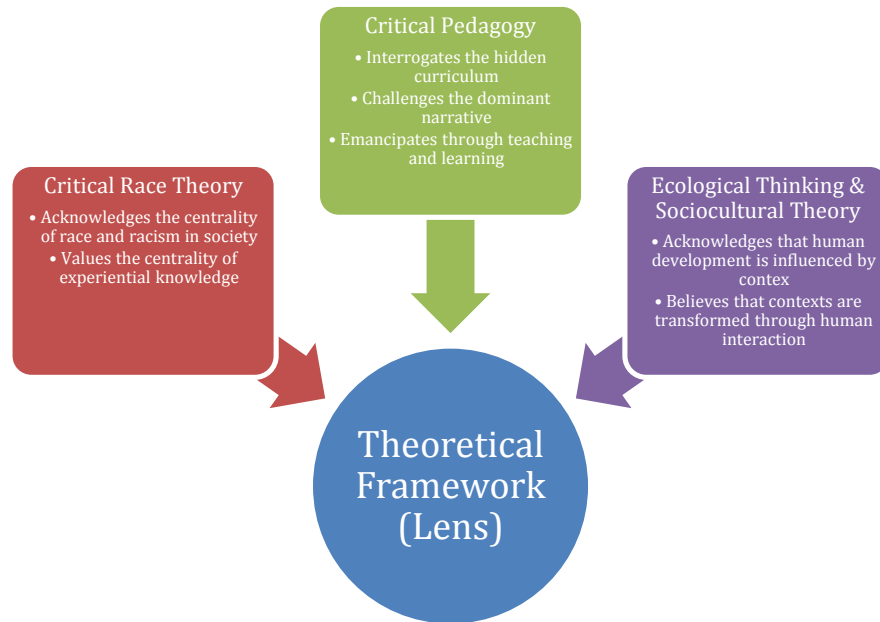 Critical Pedagogy
• Interrogates the hidden
curriculum
• Challenges the dominant
narrative
• Emancipates through teaching
and learning
Critical Race Theory
• Acknowledges the centrality
of race and racism in society
• Values the centrality of
experiential knowledge
Ecological Thinking &
Sociocultural Theory
• Acknowledges that human
development is influenced by
contex
• Believes that contexts are
transformed through human
interaction
Theoretical
Framework
(Lens)